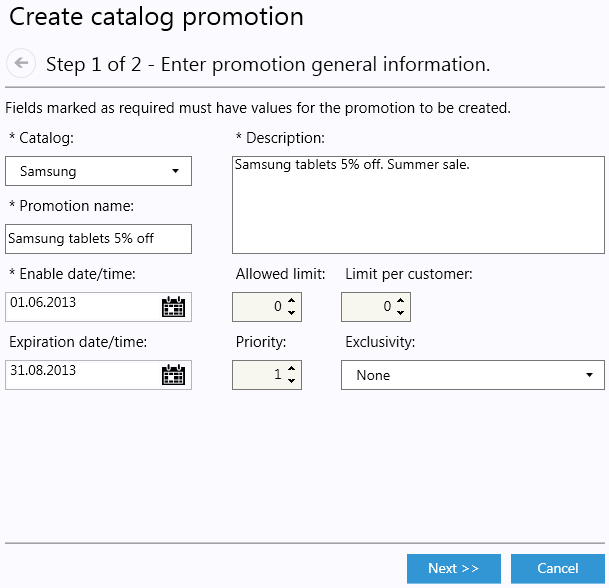 Create catalog promotion
Step 1 of 2 - Enter promotion general information.
Fields marked as required must have values for the promotion to be created.
* Catalog:
Samsung
* Promotion name:
Samsung tablets 5% off
* Description:
Samsung tablets 5% off. Summer sale.
* Enable date/time:
01.06.2013
Allowed limit:
0
Limit per customer:
0
Expiration date/time:
31.08.2013
Priority:
1
Exclusivity:
None
Next >>
Cancel